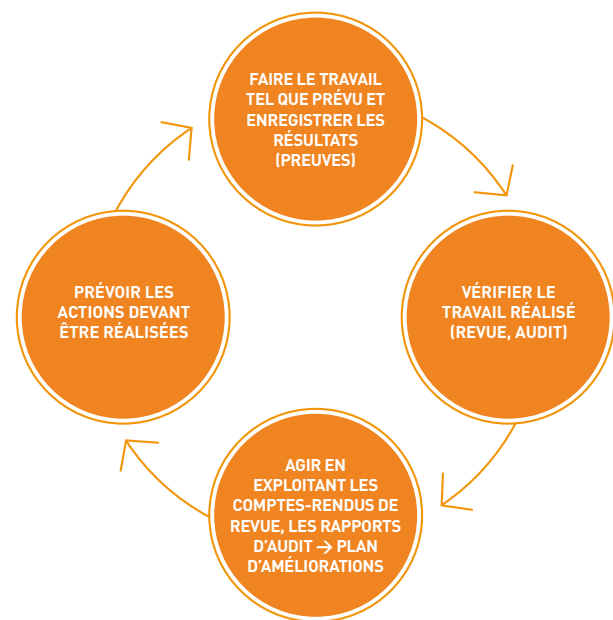 FAIRE LE TRAVAIL
TEL QUE PRÉVU ET
ENREGISTRER LES
RÉSULTATS
(PREUVES)
PRÉVOIR LES
ACTIONS DEVANT
ÊTRE RÉALISÉES
VÉRIFIER LE
TRAVAIL RÉALISÉ
(REVUE, AUDIT)
AGIR EN
EXPLOITANT LES
COMPTES-RENDUS DE
REVUE, LES RAPPORTS
D’AUDIT → PLAN
D’AMÉLIORATIONS